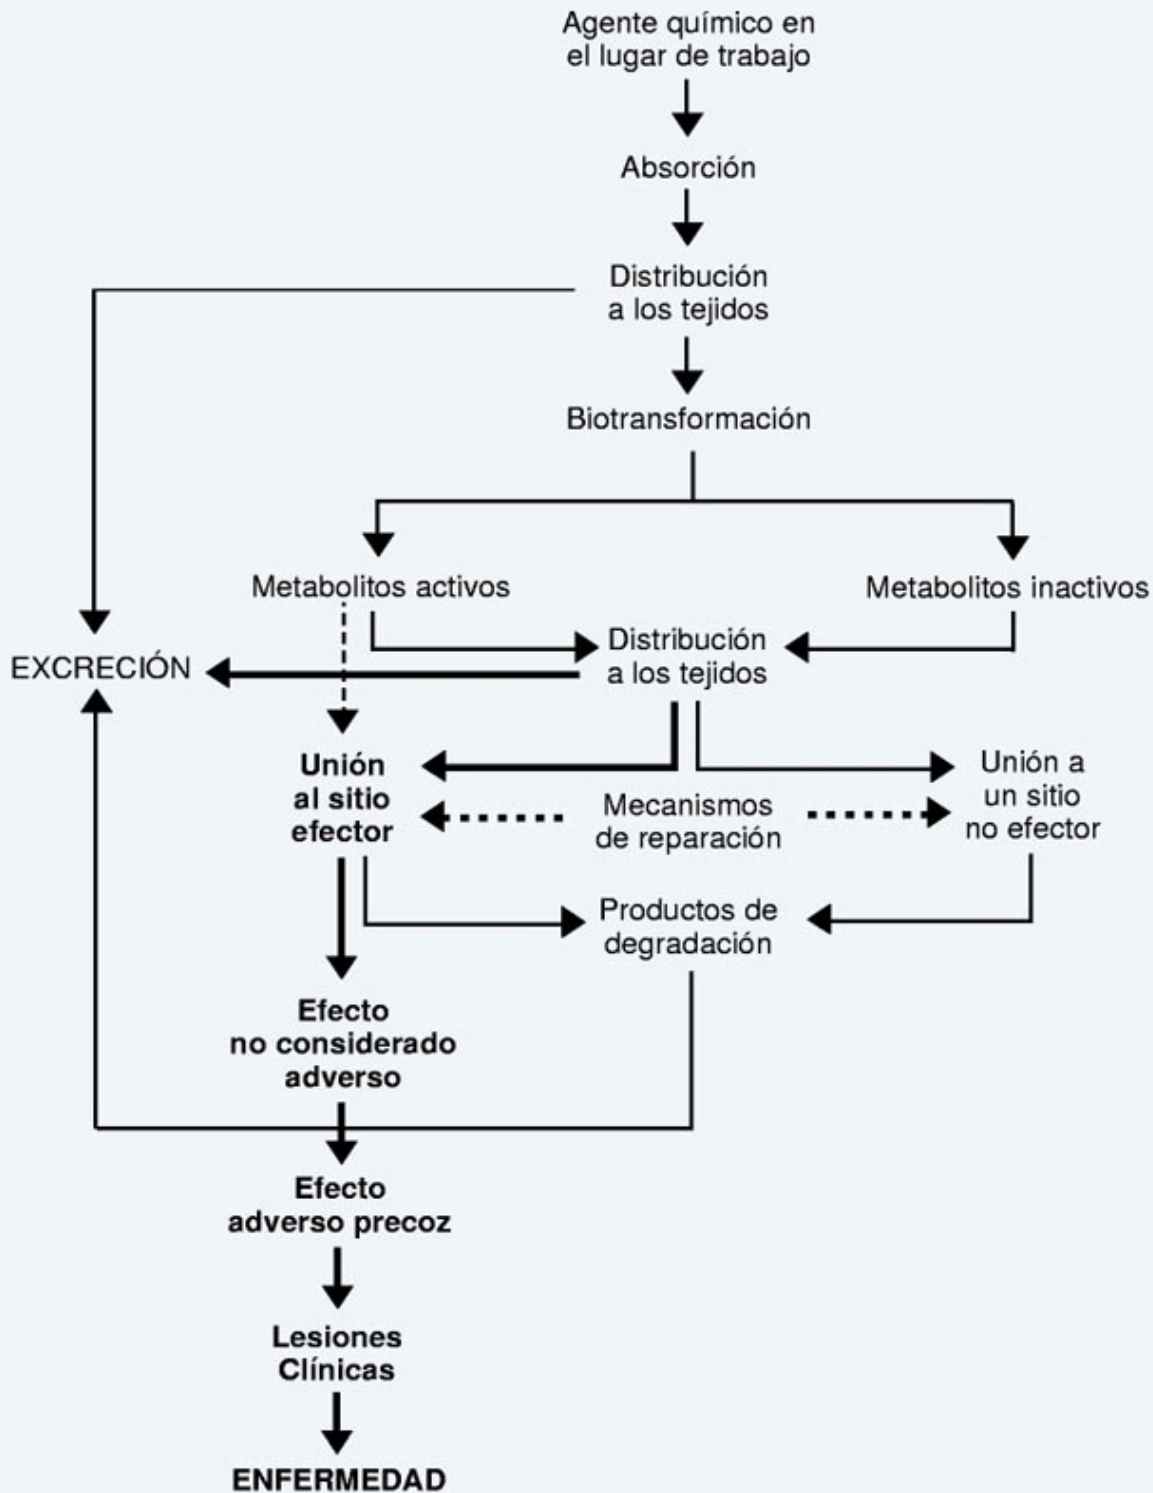 Agente químico en
el lugar de trabajo
Absorción
Distribución
a los tejidos
Biotransformación
Metabolitos activos
Metabolitos inactivos
Distribución
a los tejidos
EXCRECIÓN
Unión
al sitio
efector
Mecanismos
de reparación
Unión a
un sitio
no efector
Productos de
degradación
Efecto
no considerado
adverso
Efecto
adverso precoz
Lesiones
Clínicas
ENFERMEDAD